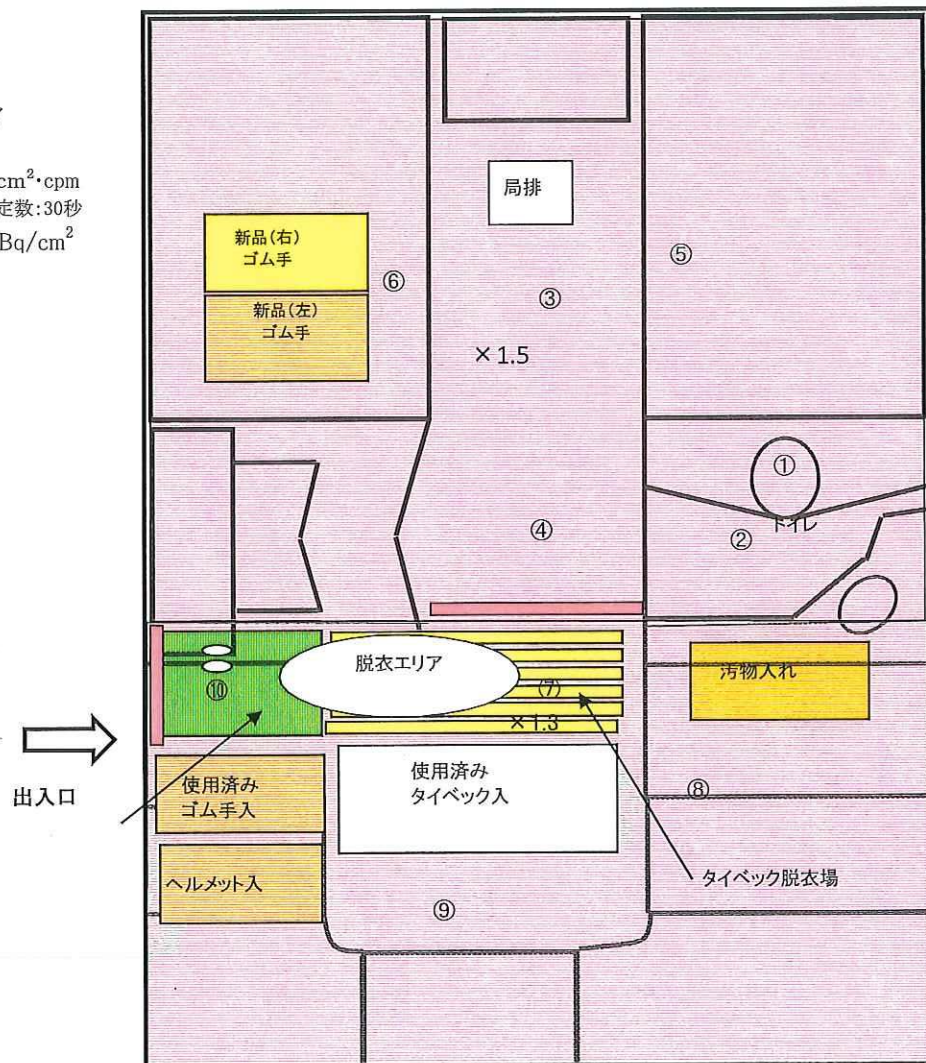 cm²・cpm
定数:30秒
Bq/cm²
局排
新品(右)
ゴム手
新品(左)
ゴム手
⑥
③
⑤
×1.5
①
トイレ
②
④
脱衣エリア
⑩
(7)
×1.3
汚物入れ
出入口
使用済み
ゴム手入
使用済み
タイベック入
⑧
ヘルメット入
タイベック脱衣場
⑨